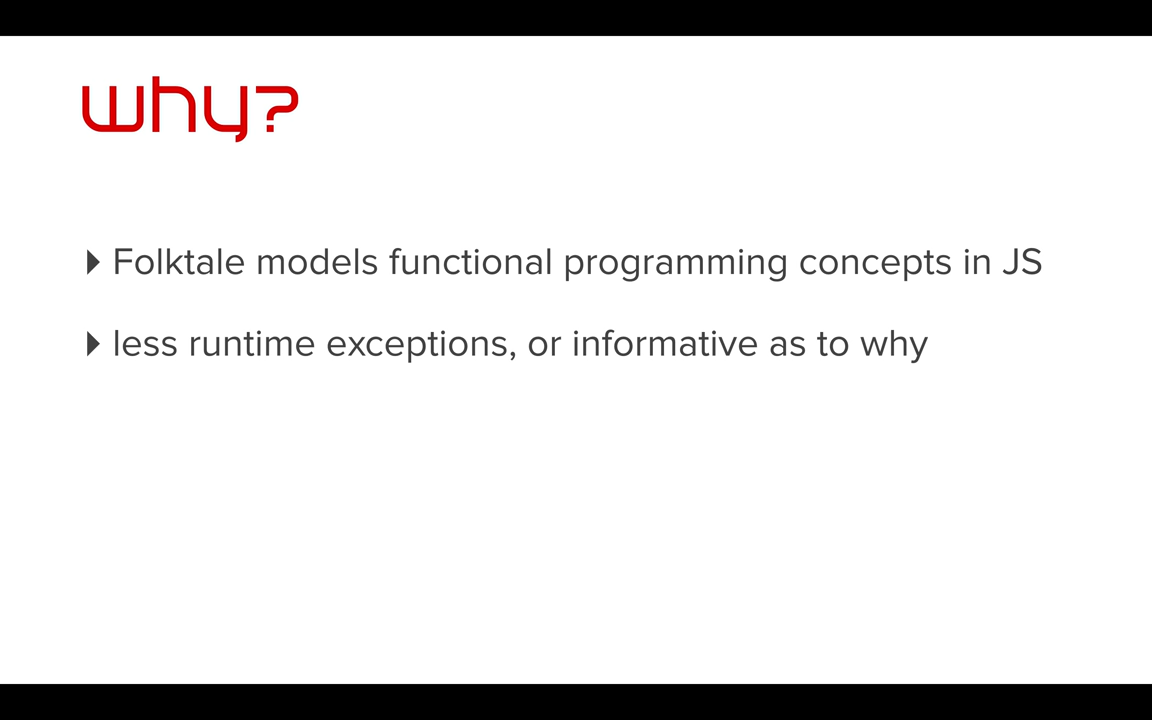 why?
Folktale models functional programming concepts in JS
less runtime exceptions, or informative as to why